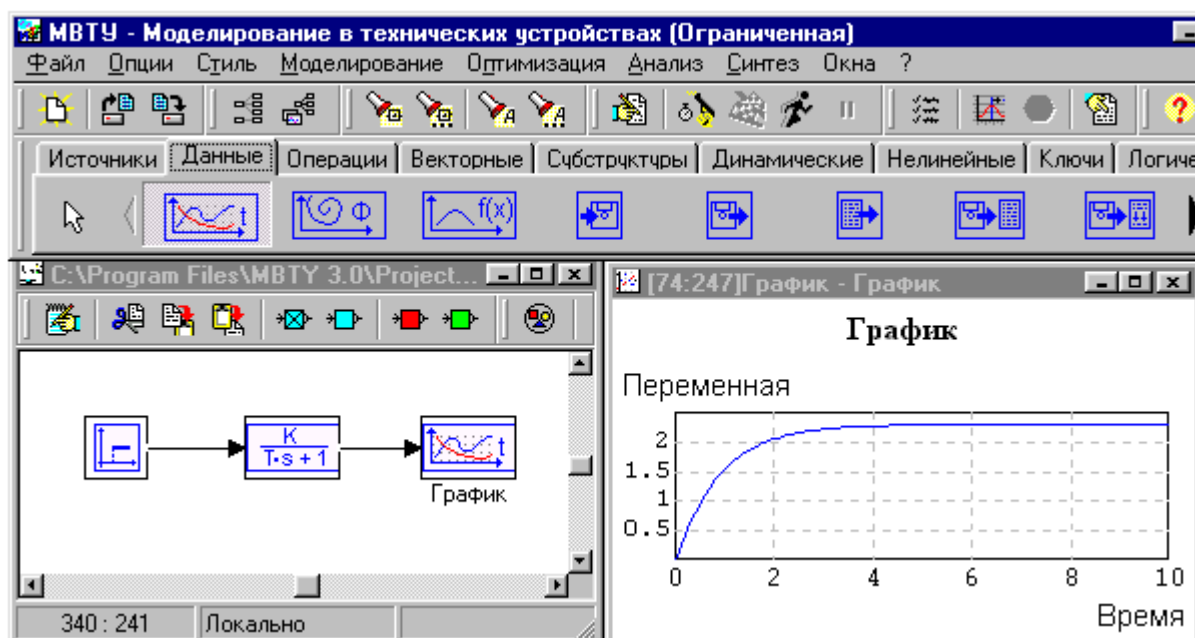 МВТУ - Моделирование в технических устройствах (Ограниченная)
Файл Опции Стиль Моделирование Оптимизация Анализ Синтез Окна ?
Источники Данные Операции Векторные Субструктуры Динамические Нелинейные Ключи Логиче
t Ф f(x)
C:\Program Files\MBTY 3.0\Project...
K
T·s + 1
t
График
340 : 241 Локально
[74:247]График - График
График
Переменная
2
1.5
1
0.5
0 2 4 6 8 10
Время